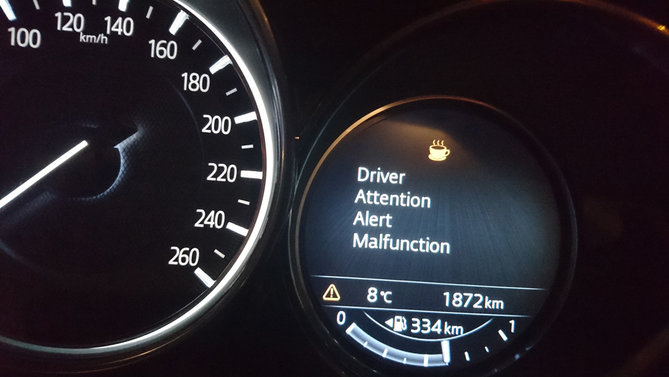 100
120
140
km/h
160
180
200
220
240
260
Driver
Attention
Alert
Malfunction
8°C 1872km
334km
0 1